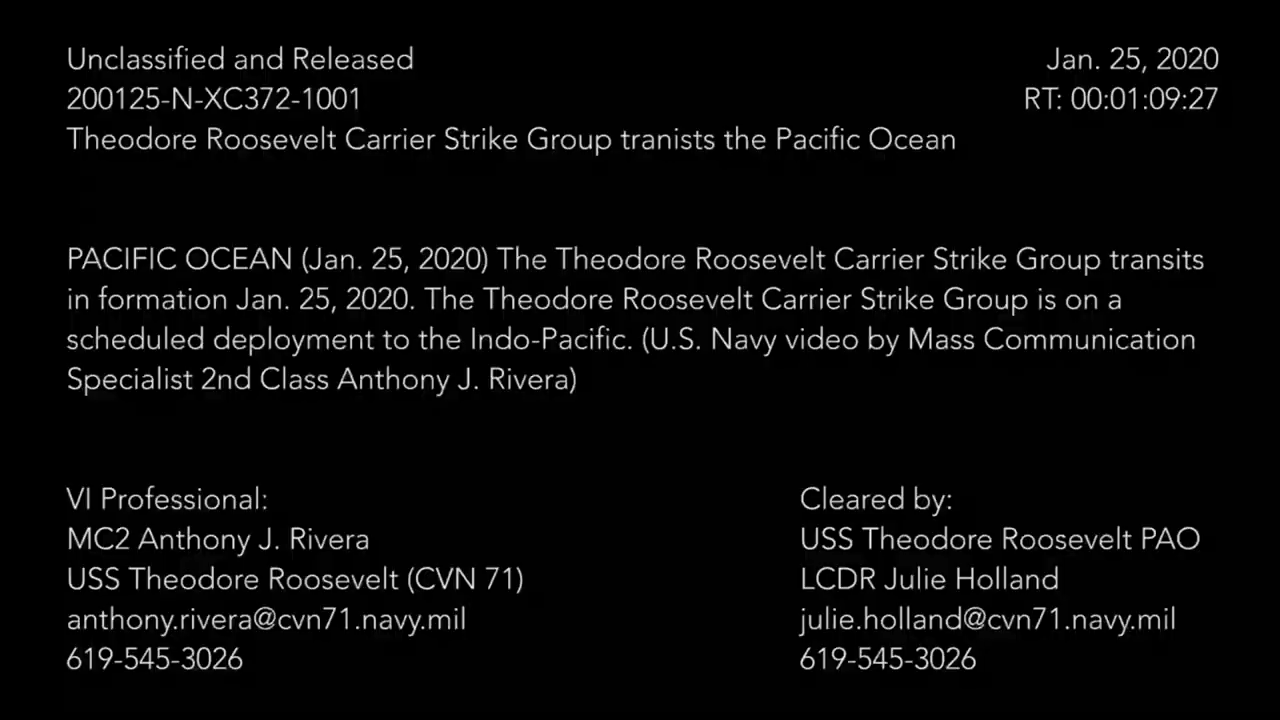 Unclassified and Released
Jan. 25, 2020
200125-N-XC372-1001
RT: 00:01:09:27
Theodore Roosevelt Carrier Strike Group tranists the Pacific Ocean
PACIFIC OCEAN (Jan. 25, 2020) The Theodore Roosevelt Carrier Strike Group transits
in formation Jan. 25, 2020. The Theodore Roosevelt Carrier Strike Group is on a
scheduled deployment to the Indo-Pacific. (U.S. Navy video by Mass Communication
Specialist 2nd Class Anthony J. Rivera)
VI Professional:
MC2 Anthony J. Rivera
USS Theodore Roosevelt (CVN 71)
anthony.rivera@cvn71.navy.mil
619-545-3026
Cleared by:
USS Theodore Roosevelt PAO
LCDR Julie Holland
julie.holland@cvn71.navy.mil
619-545-3026